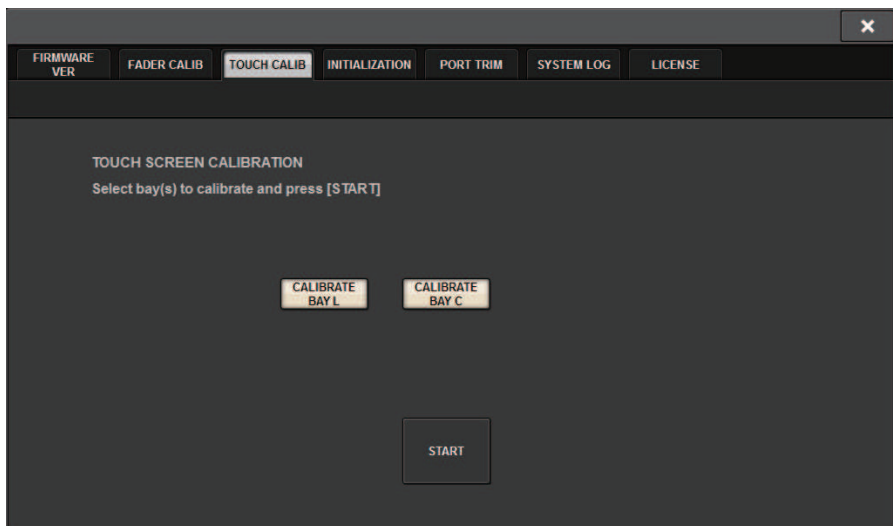 FIRMWARE
VER
FADER CALIB
TOUCH CALIB
INITIALIZATION
PORT TRIM
SYSTEM LOG
LICENSE
TOUCH SCREEN CALIBRATION
Select bay(s) to calibrate and press [START]
CALIBRATE
BAY L
CALIBRATE
BAY C
START